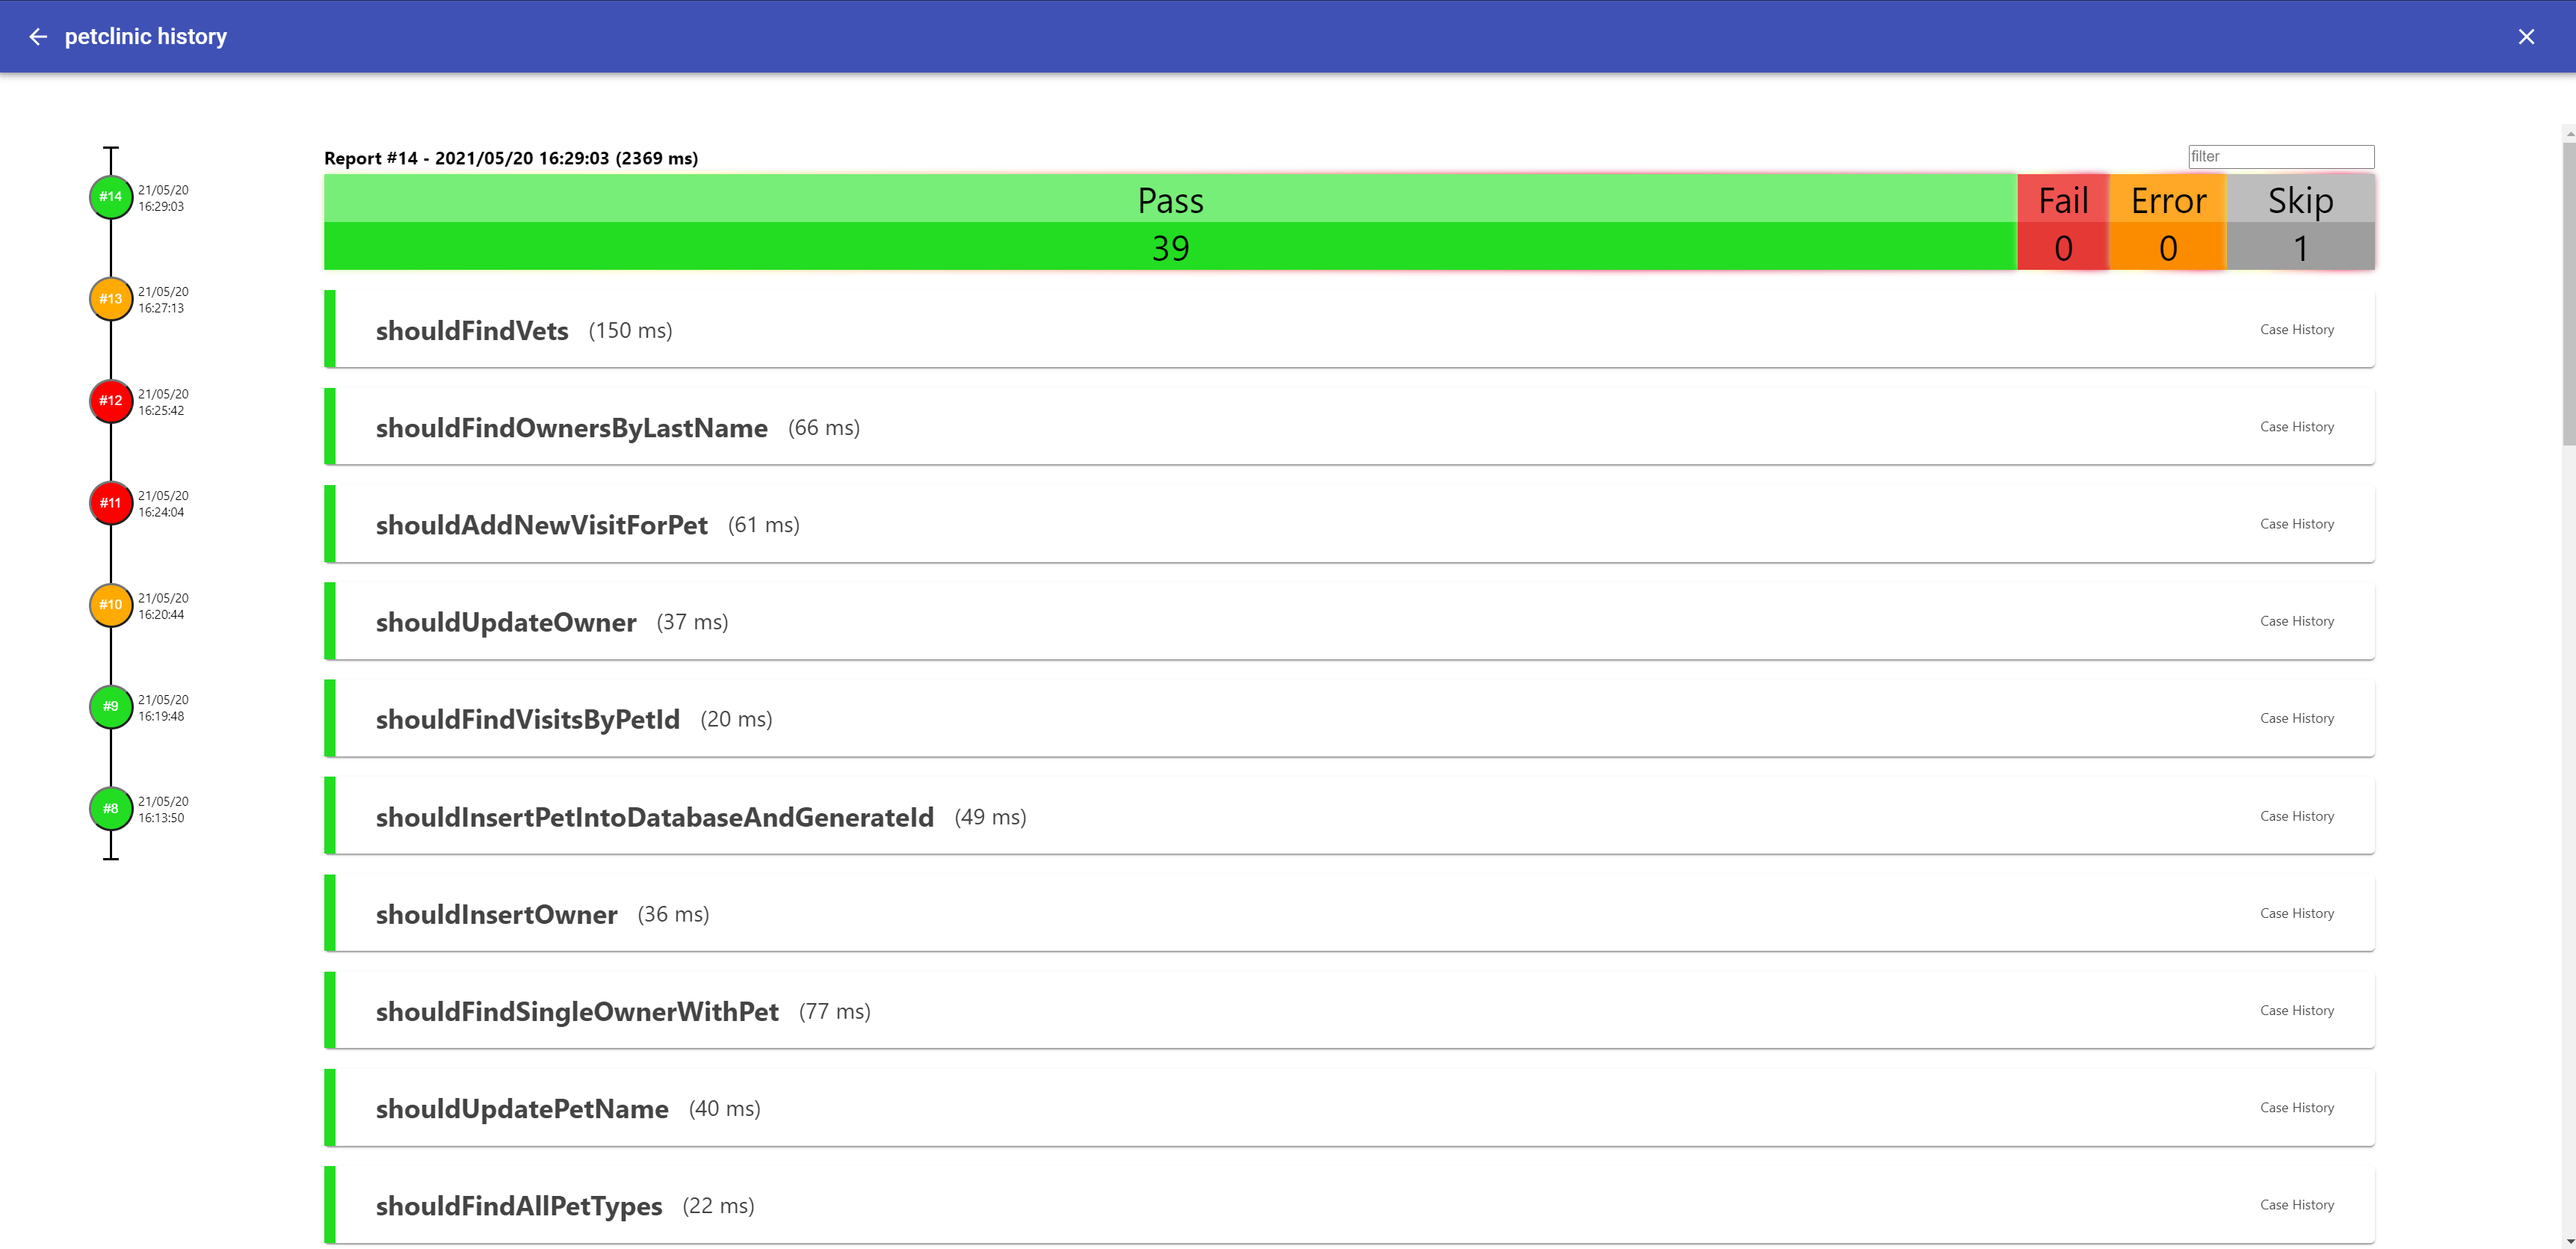 petclinic history
#14
21/05/20
16:29:03
#13
21/05/20
16:27:13
#12
21/05/20
16:25:42
#11
21/05/20
16:24:04
#10
21/05/20
16:20:44
#9
21/05/20
16:19:48
#8
21/05/20
16:13:50
Report #14 - 2021/05/20 16:29:03 (2369 ms)
filter
Pass Fail Error Skip
39 0 0 1
shouldFindVets (150 ms) Case History
shouldFindOwnersByLastName (66 ms) Case History
shouldAddNewVisitForPet (61 ms) Case History
shouldUpdateOwner (37 ms) Case History
shouldFindVisitsByPetId (20 ms) Case History
shouldInsertPetIntoDatabaseAndGenerateId (49 ms) Case History
shouldInsertOwner (36 ms) Case History
shouldFindSingleOwnerWithPet (77 ms) Case History
shouldUpdatePetName (40 ms) Case History
shouldFindAllPetTypes (22 ms) Case History